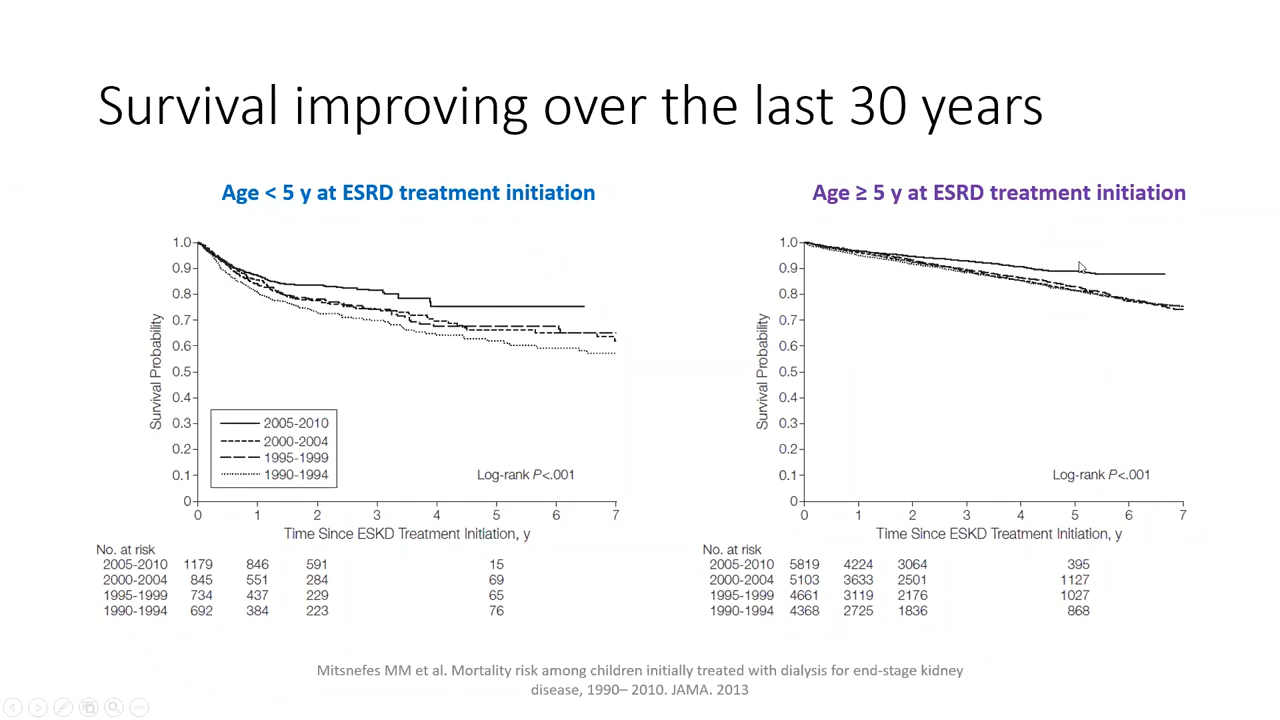 Survival improving over the last 30 years
Age < 5 y at ESRD treatment initiation
1.0
0.9
0.8
0.7
0.6
0.5
0.4
0.3
0.2
0.1
0
Survival Probability
2005-2010
2000-2004
1995-1999
1990-1994
Log-rank P<.001
0 1 2 3 4 5 6 7
Time Since ESKD Treatment Initiation, y
No. at risk
2005-2010 1179 846 591 15
2000-2004 845 551 284 69
1995-1999 734 437 229 65
1990-1994 692 384 223 76
Age ≥ 5 y at ESRD treatment initiation
1.0
0.9
0.8
0.7
0.6
0.5
0.4
0.3
0.2
0.1
0
Survival Probability
Log-rank P<.001
0 1 2 3 4 5 6 7
Time Since ESKD Treatment Initiation, y
No. at risk
2005-2010 5819 4224 3064 395
2000-2004 5103 3633 2501 1127
1995-1999 4661 3119 2176 1027
1990-1994 4368 2725 1836 868
Mitsnefes MM et al. Mortality risk among children initially treated with dialysis for end-stage kidney
disease, 1990– 2010. JAMA. 2013